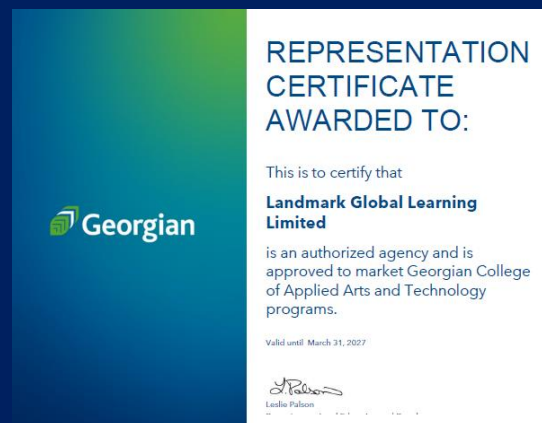 Georgian
REPRESENTATION
CERTIFICATE
AWARDED TO:
This is to certify that
Landmark Global Learning
Limited
is an authorized agency and is
approved to market Georgian College
of Applied Arts and Technology
programs.
Valid until March 31, 2027
L.Palson
Leslie Palson